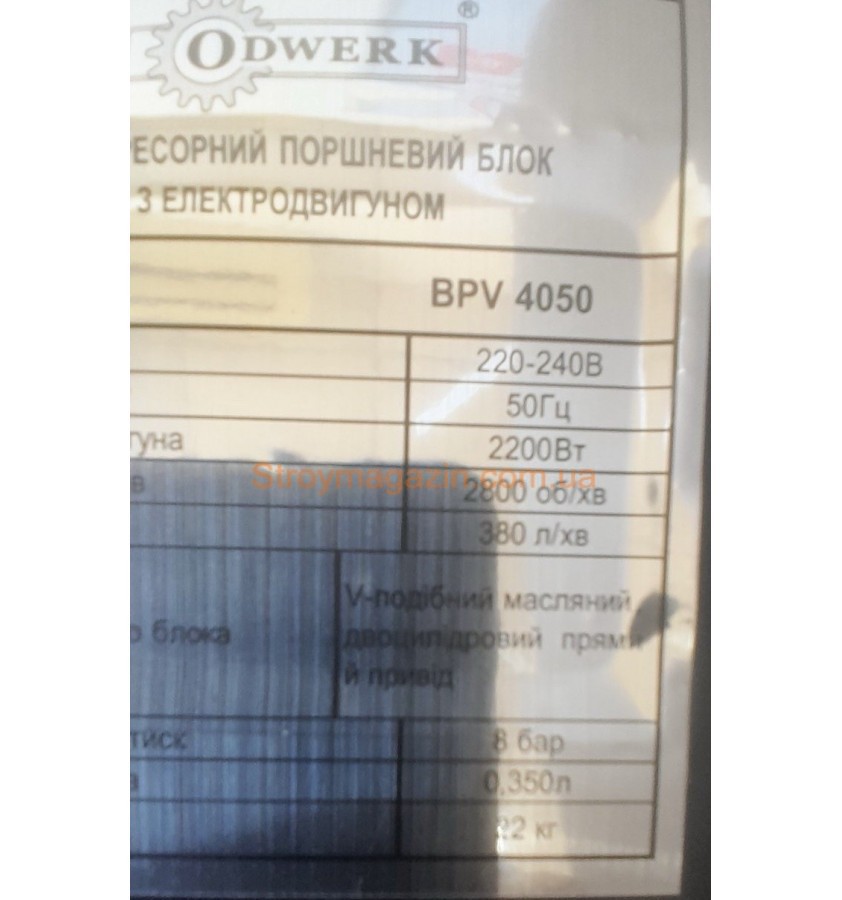 ODWERK ®
РЕСОРНИЙ ПОРШНЕВИЙ БЛОК
З ЕЛЕКТРОДВИГУНОМ
BPV 4050
220-240В
50Гц
гуна 2200Вт
Stroymagazin.com.ua
в 2800 об/хв
380 л/хв
V-подібний масляний
о блока двоциліндровий прями
й привід
тиск 8 бар
а 0,350л
22 кг